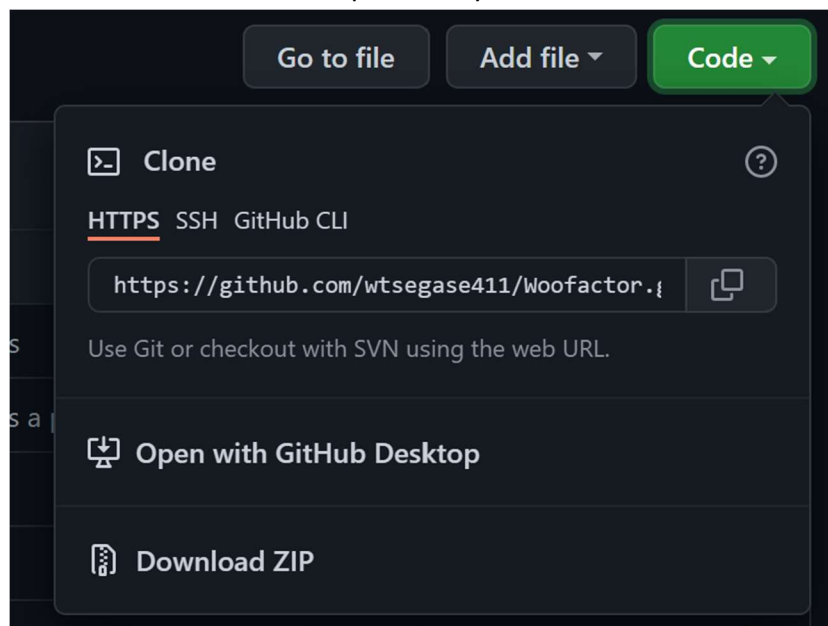 Go to file Add file Code
Clone
HTTPS SSH GitHub CLI
https://github.com/wtsegase411/Woofactor.g
Use Git or checkout with SVN using the web URL.
s
s a
Open with GitHub Desktop
Download ZIP